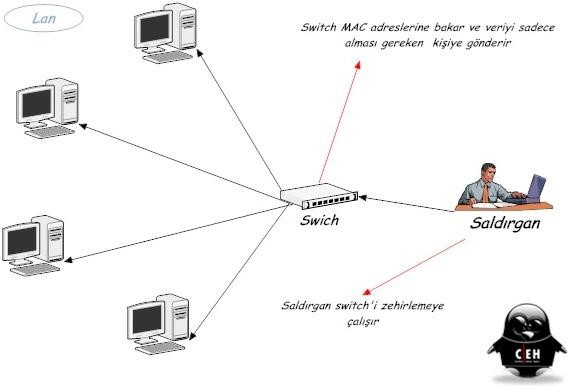 Lan
Switch MAC adreslerine bakar ve veriyi sadece
alması gereken kişiye gönderir
Swich
Saldırgan
Saldırgan switch'i zehirlemeye
çalışır
CEH